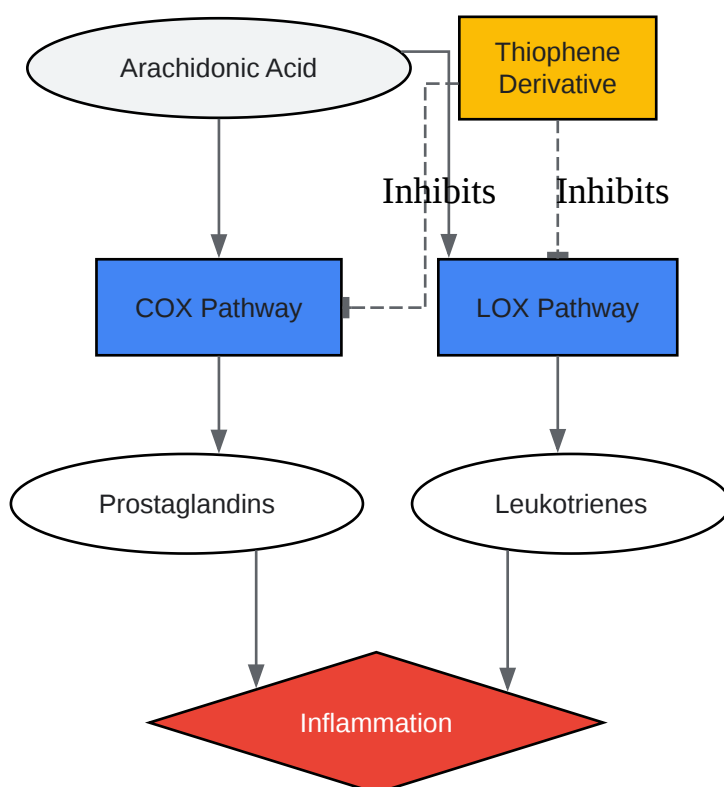 Arachidonic Acid
Thiophene
Derivative
Inhibits
Inhibits
COX Pathway
LOX Pathway
Prostaglandins
Leukotrienes
Inflammation